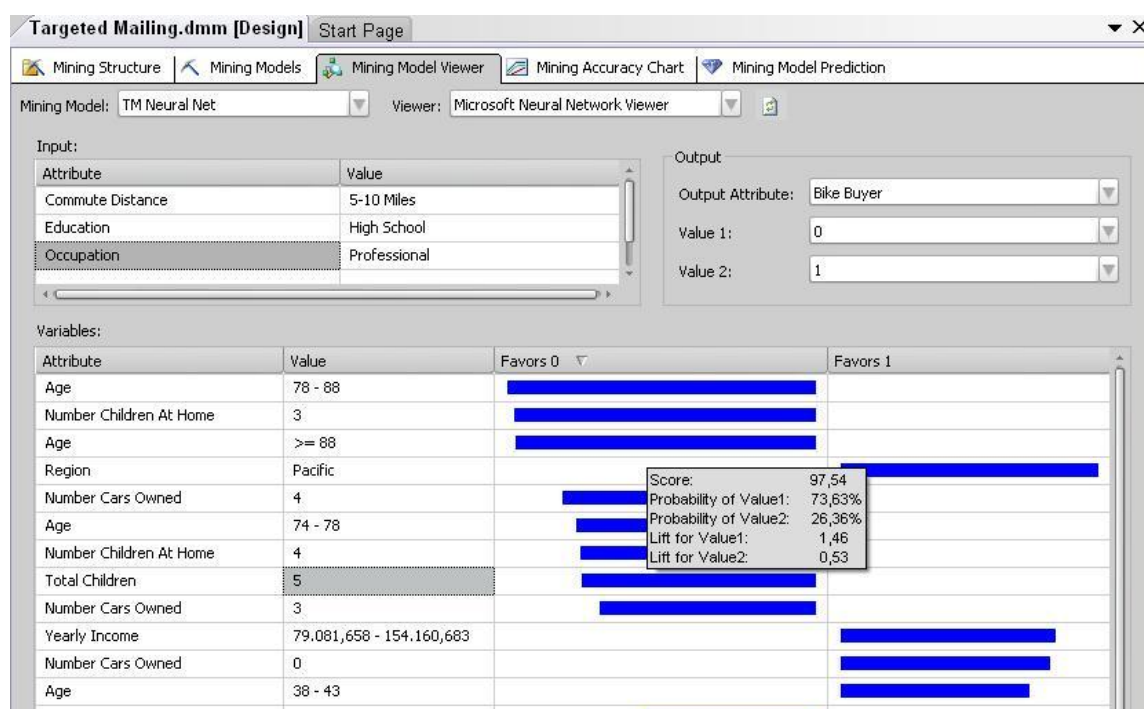 Targeted Mailing.dmm [Design] Start Page
Mining Structure Mining Models Mining Model Viewer Mining Accuracy Chart Mining Model Prediction
Mining Model: TM Neural Net Viewer: Microsoft Neural Network Viewer
Input:
Attribute Value
Commute Distance 5-10 Miles
Education High School
Occupation Professional
Output
Output Attribute: Bike Buyer
Value 1: 0
Value 2: 1
Variables:
Attribute Value Favors 0 Favors 1
Age 78 - 88
Number Children At Home 3
Age >= 88
Region Pacific
Number Cars Owned 4
Age 74 - 78
Number Children At Home 4
Total Children 5
Number Cars Owned 3
Yearly Income 79.081,658 - 154.160,683
Number Cars Owned 0
Age 38 - 43
Score: 97,54
Probability of Value1: 73,63%
Probability of Value2: 26,36%
Lift for Value1: 1,46
Lift for Value2: 0,53